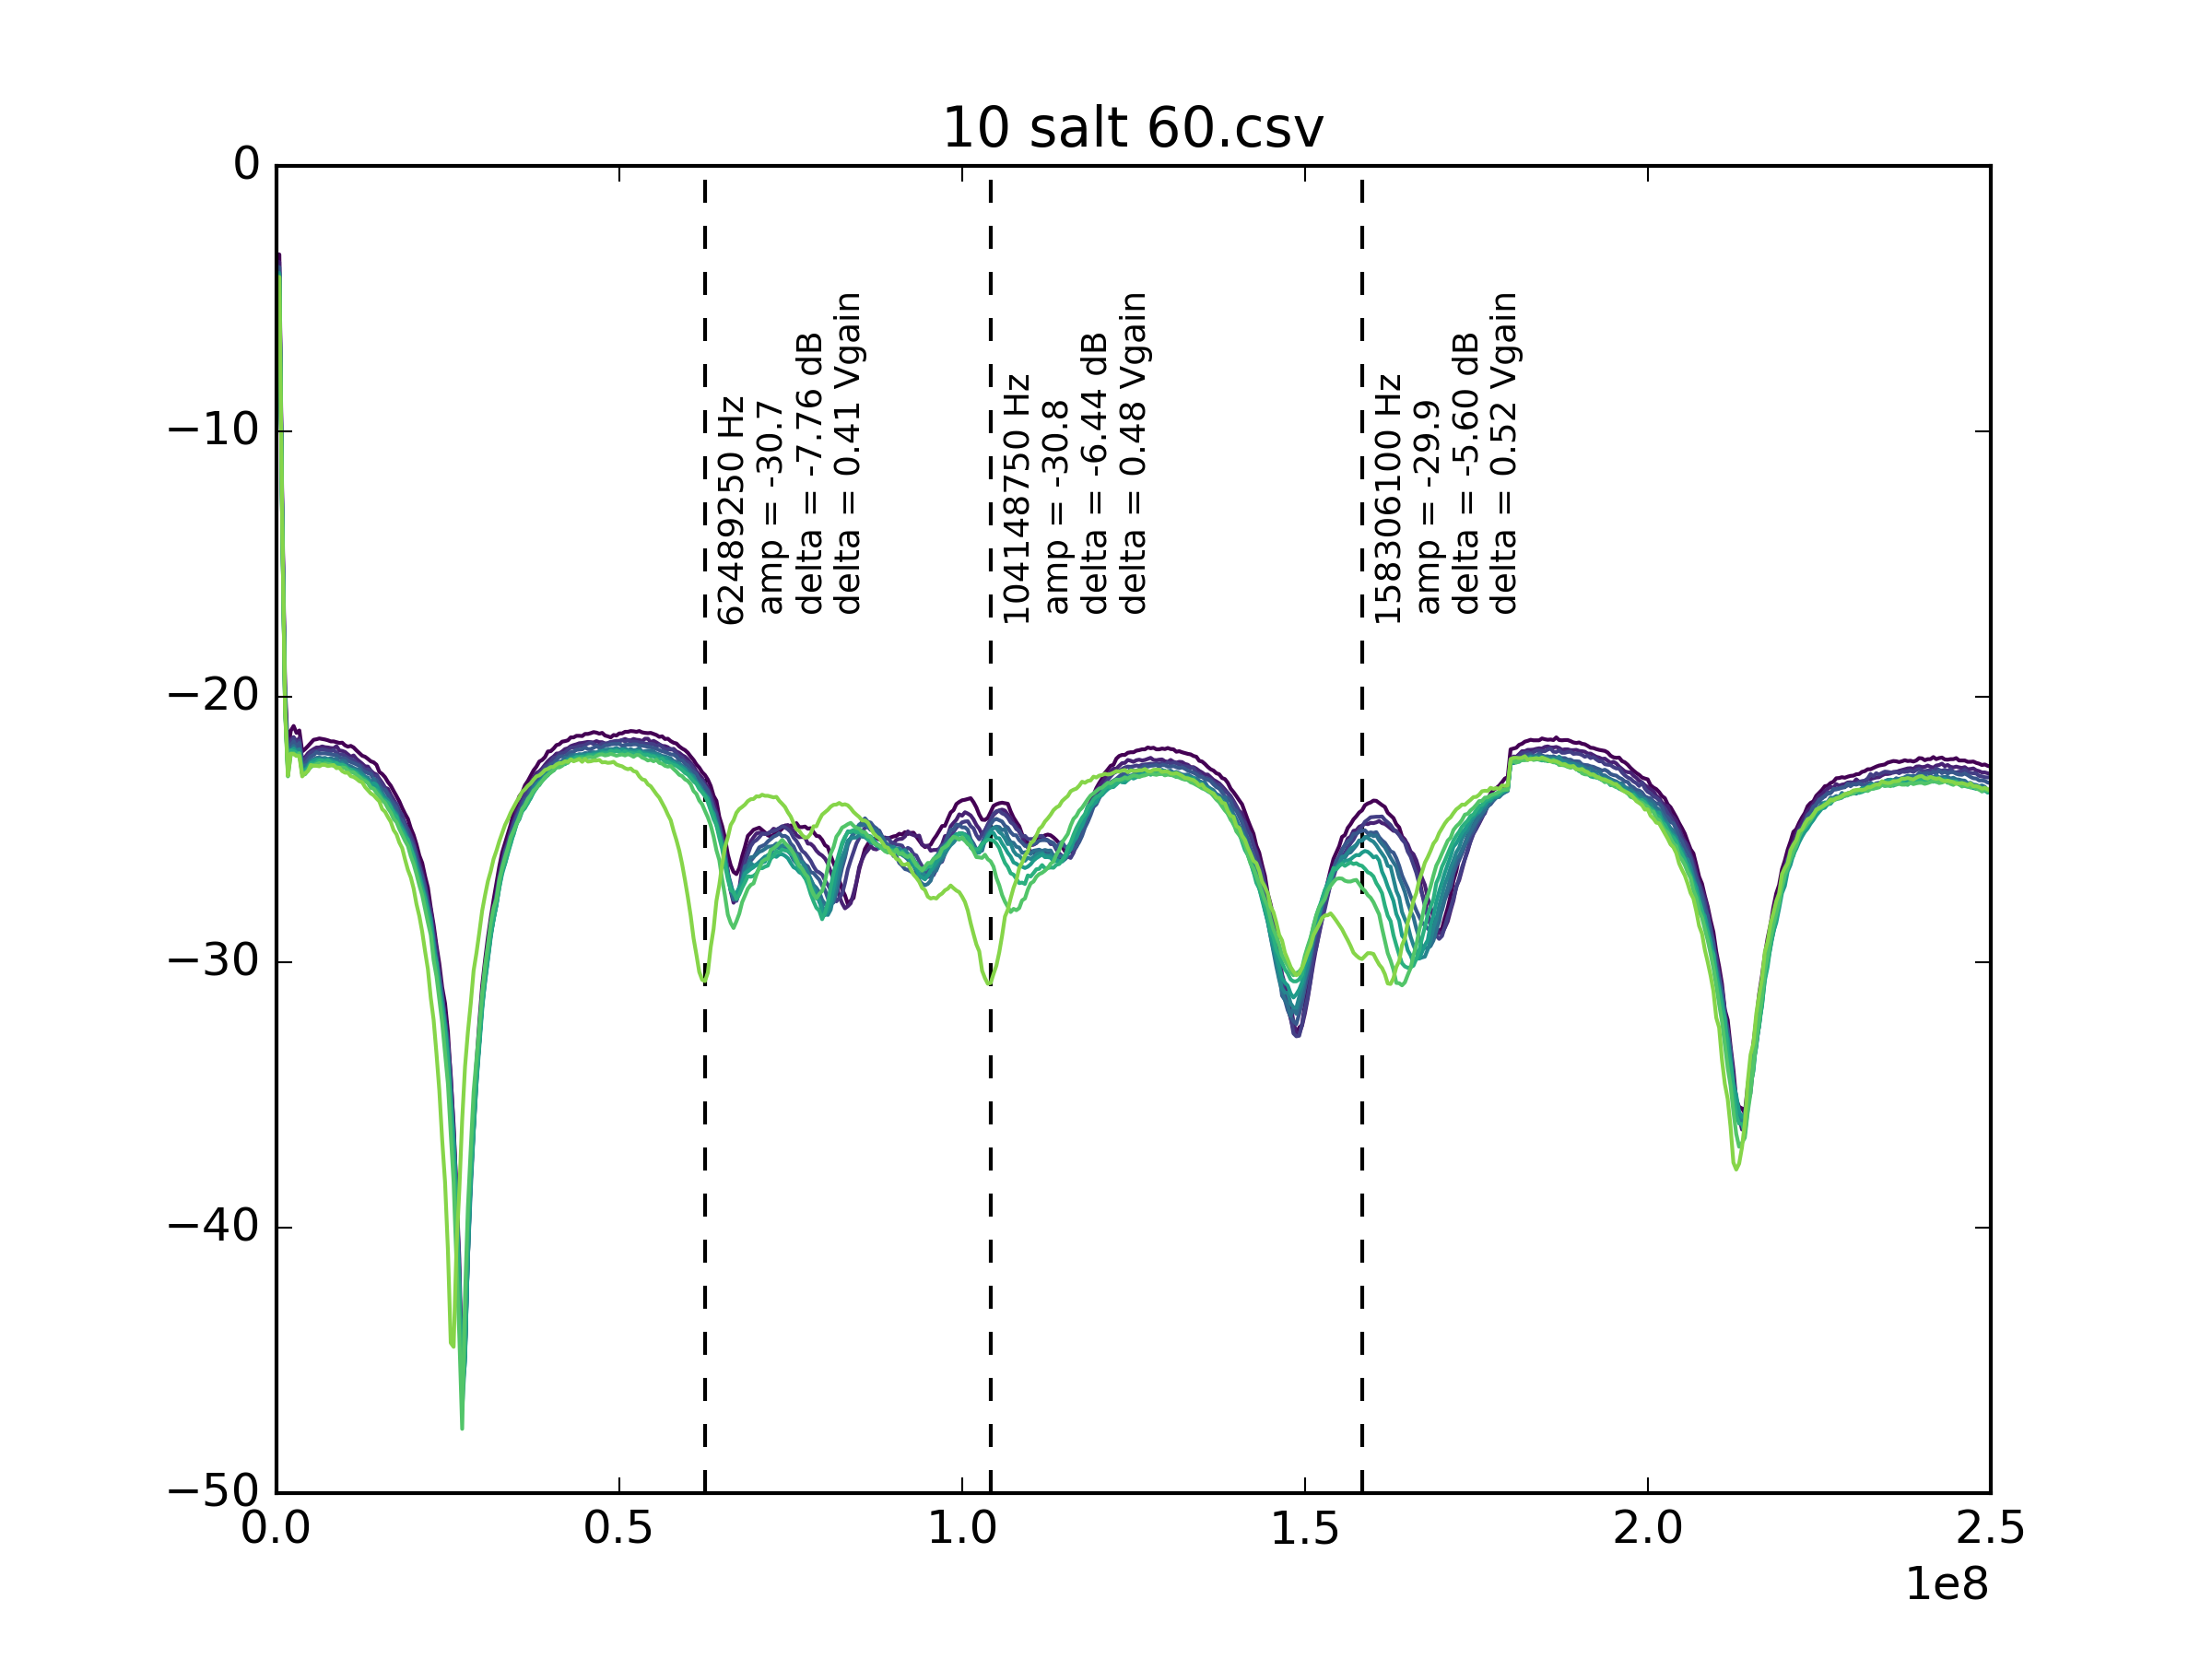 10 salt 60.csv
0
−10
−20
−30
−40
−50
62489250 Hz
amp = -30.7
delta = -7.76 dB
delta = 0.41 Vgain
104148750 Hz
amp = -30.8
delta = -6.44 dB
delta = 0.48 Vgain
158306100 Hz
amp = -29.9
delta = -5.60 dB
delta = 0.52 Vgain
0.0 0.5 1.0 1.5 2.0 2.5
1e8